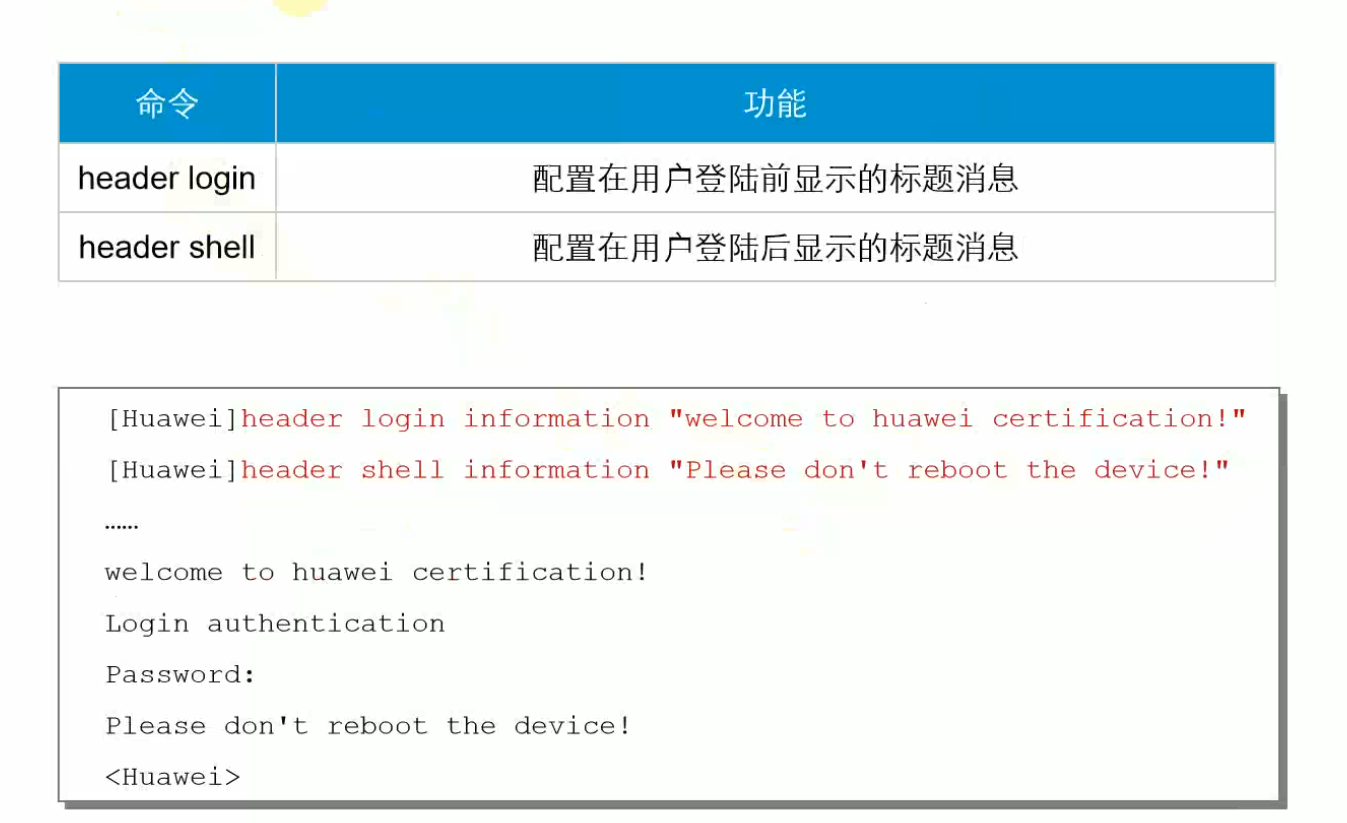 命令 功能
header login 配置在用户登陆前显示的标题消息
header shell 配置在用户登陆后显示的标题消息
[Huawei]header login information "welcome to huawei certification!"
[Huawei]header shell information "Please don't reboot the device!"
……
welcome to huawei certification!
Login authentication
Password:
Please don't reboot the device!
<Huawei>